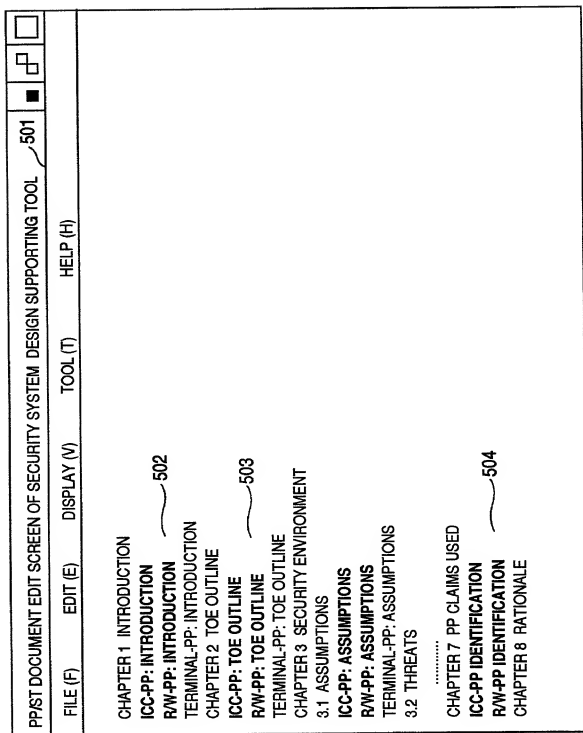 PP/ST DOCUMENT EDIT SCREEN OF SECURITY SYSTEM DESIGN SUPPORTING TOOL 501
FILE (F) EDIT (E) DISPLAY (V) TOOL (T) HELP (H)
CHAPTER 1 INTRODUCTION
ICC-PP: INTRODUCTION
R/W-PP: INTRODUCTION 502
TERMINAL-PP: INTRODUCTION
CHAPTER 2 TOE OUTLINE
ICC-PP: TOE OUTLINE
R/W-PP: TOE OUTLINE 503
TERMINAL-PP: TOE OUTLINE
CHAPTER 3 SECURITY ENVIRONMENT
3.1 ASSUMPTIONS
ICC-PP: ASSUMPTIONS
R/W-PP: ASSUMPTIONS
TERMINAL-PP: ASSUMPTIONS
3.2 THREATS
............
CHAPTER 7 PP CLAIMS USED
ICC-PP IDENTIFICATION
R/W-PP IDENTIFICATION 504
CHAPTER 8 RATIONALE